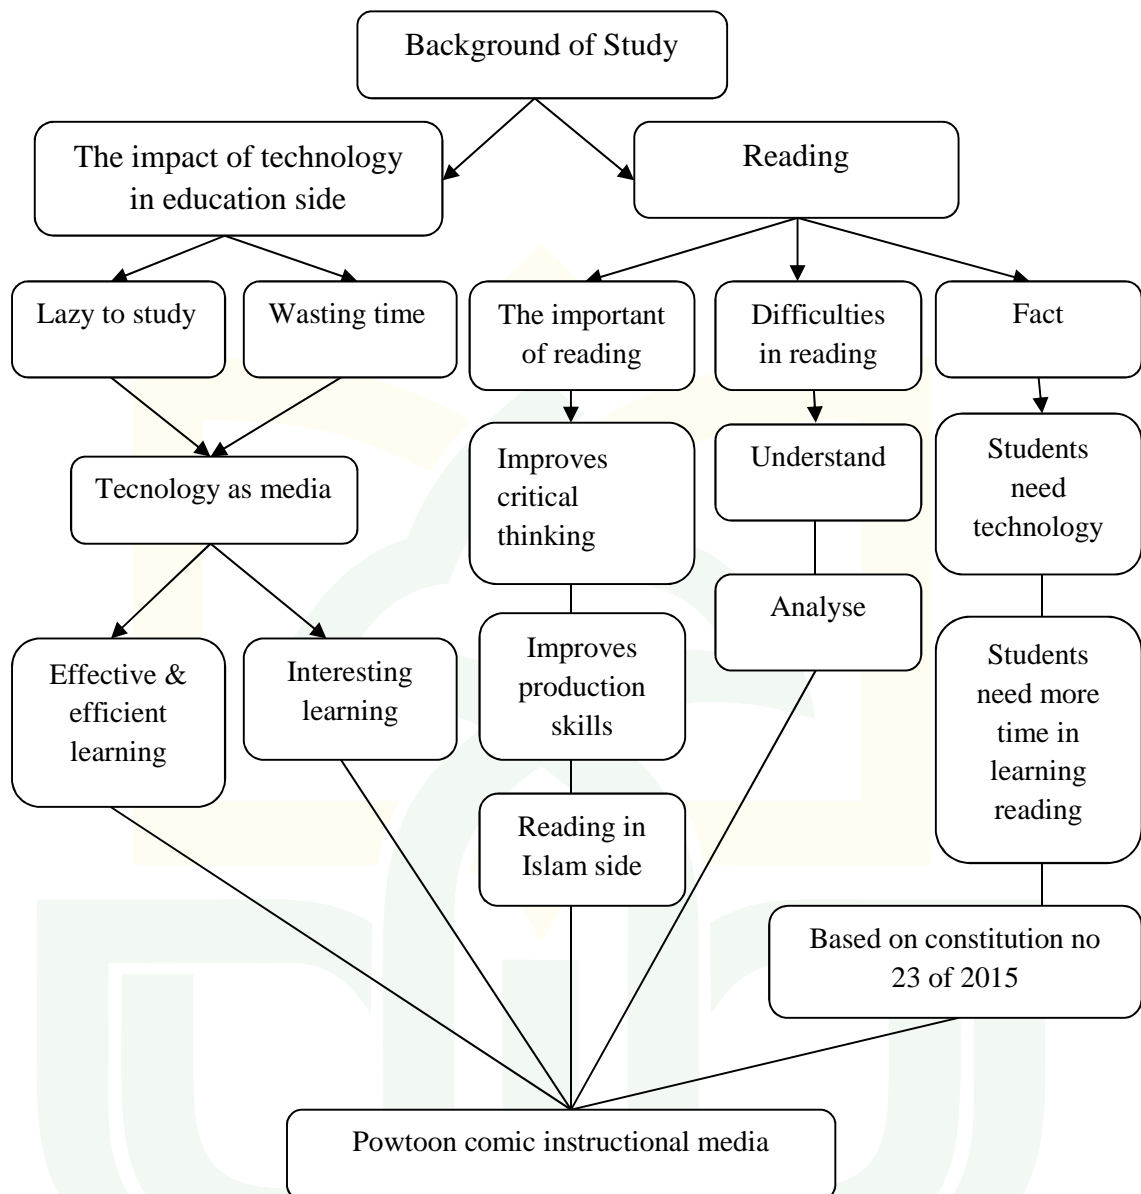 Background of Study
The impact of technology
in education side
Reading
Lazy to study
Wasting time
The important
of reading
Difficulties
in reading
Fact
Tecnology as media
Improves
critical
thinking
Understand
Students
need
technology
Effective &
efficient
learning
Interesting
learning
Improves
production
skills
Analyse
Students
need more
time in
learning
reading
Reading in
Islam side
Based on constitution no
23 of 2015
Powtoon comic instructional media